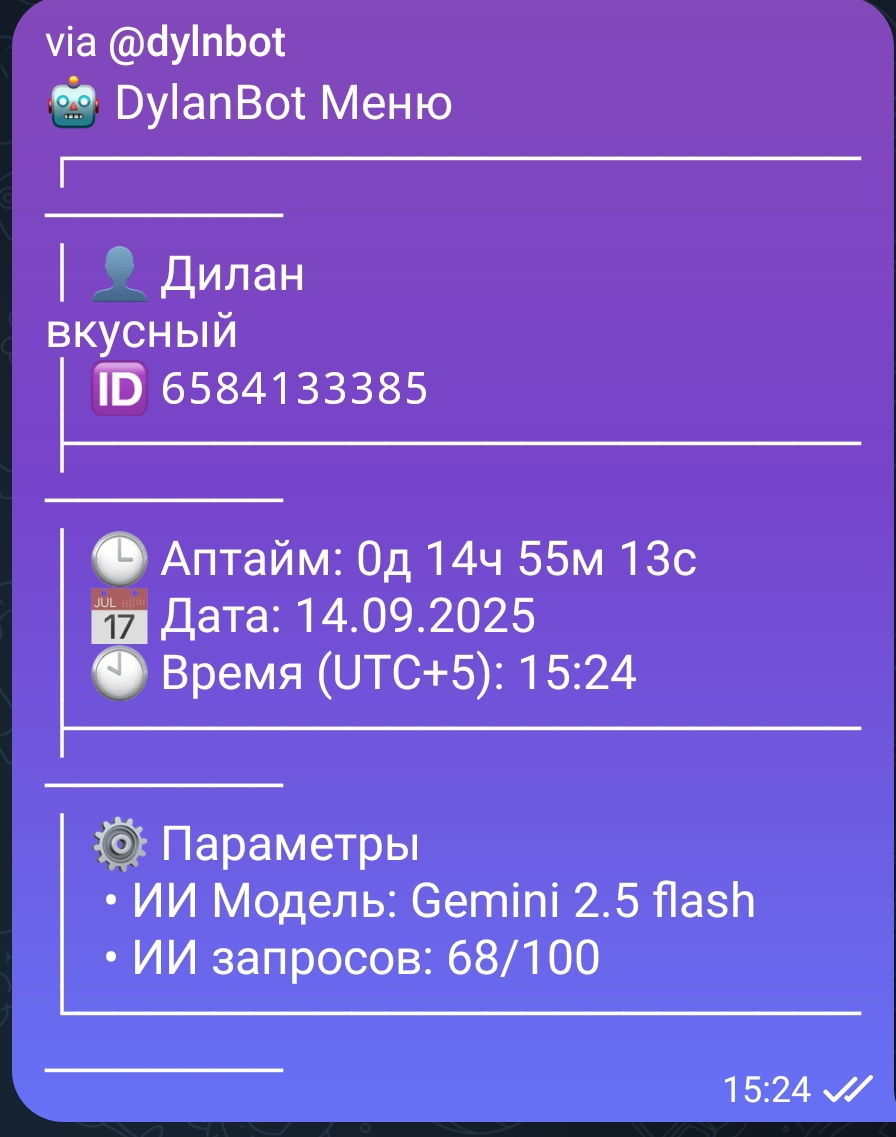 via @dylnbot
🤖 DylanBot Меню
┌───────────────────────
───────
│ 👤 Дилан
вкусный
│ 🆔 6584133385
├───────────────────────
───────
│ 🕒 Аптайм: 0д 14ч 55м 13с
│ 📅 Дата: 14.09.2025
│ 🕙 Время (UTC+5): 15:24
├───────────────────────
───────
│ ⚙️ Параметры
│ • ИИ Модель: Gemini 2.5 flash
│ • ИИ запросов: 68/100
└───────────────────────
───────
15:24